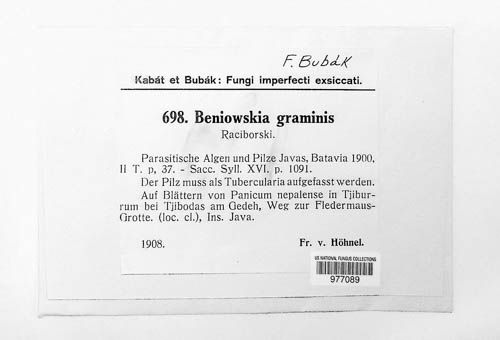 F. Bubák
Kabát et Bubák: Fungi imperfecti exsiccati.
698. Beniowskia graminis
Raciborski.
Parasitische Algen und Pilze Javas, Batavia 1900,
II T. p, 37. - Sacc. Syll. XVI. p. 1091.
Der Pilz muss als Tubercularia aufgefasst werden.
Auf Blättern von Panicum nepalense in Tjibur-
rum bei Tjibodas am Gedeh, Weg zur Fledermaus-
Grotte. (loc. cl.), Ins. Java.
1908.
Fr. v. Höhnel.
US NATIONAL FUNGUS COLLECTIONS
977089